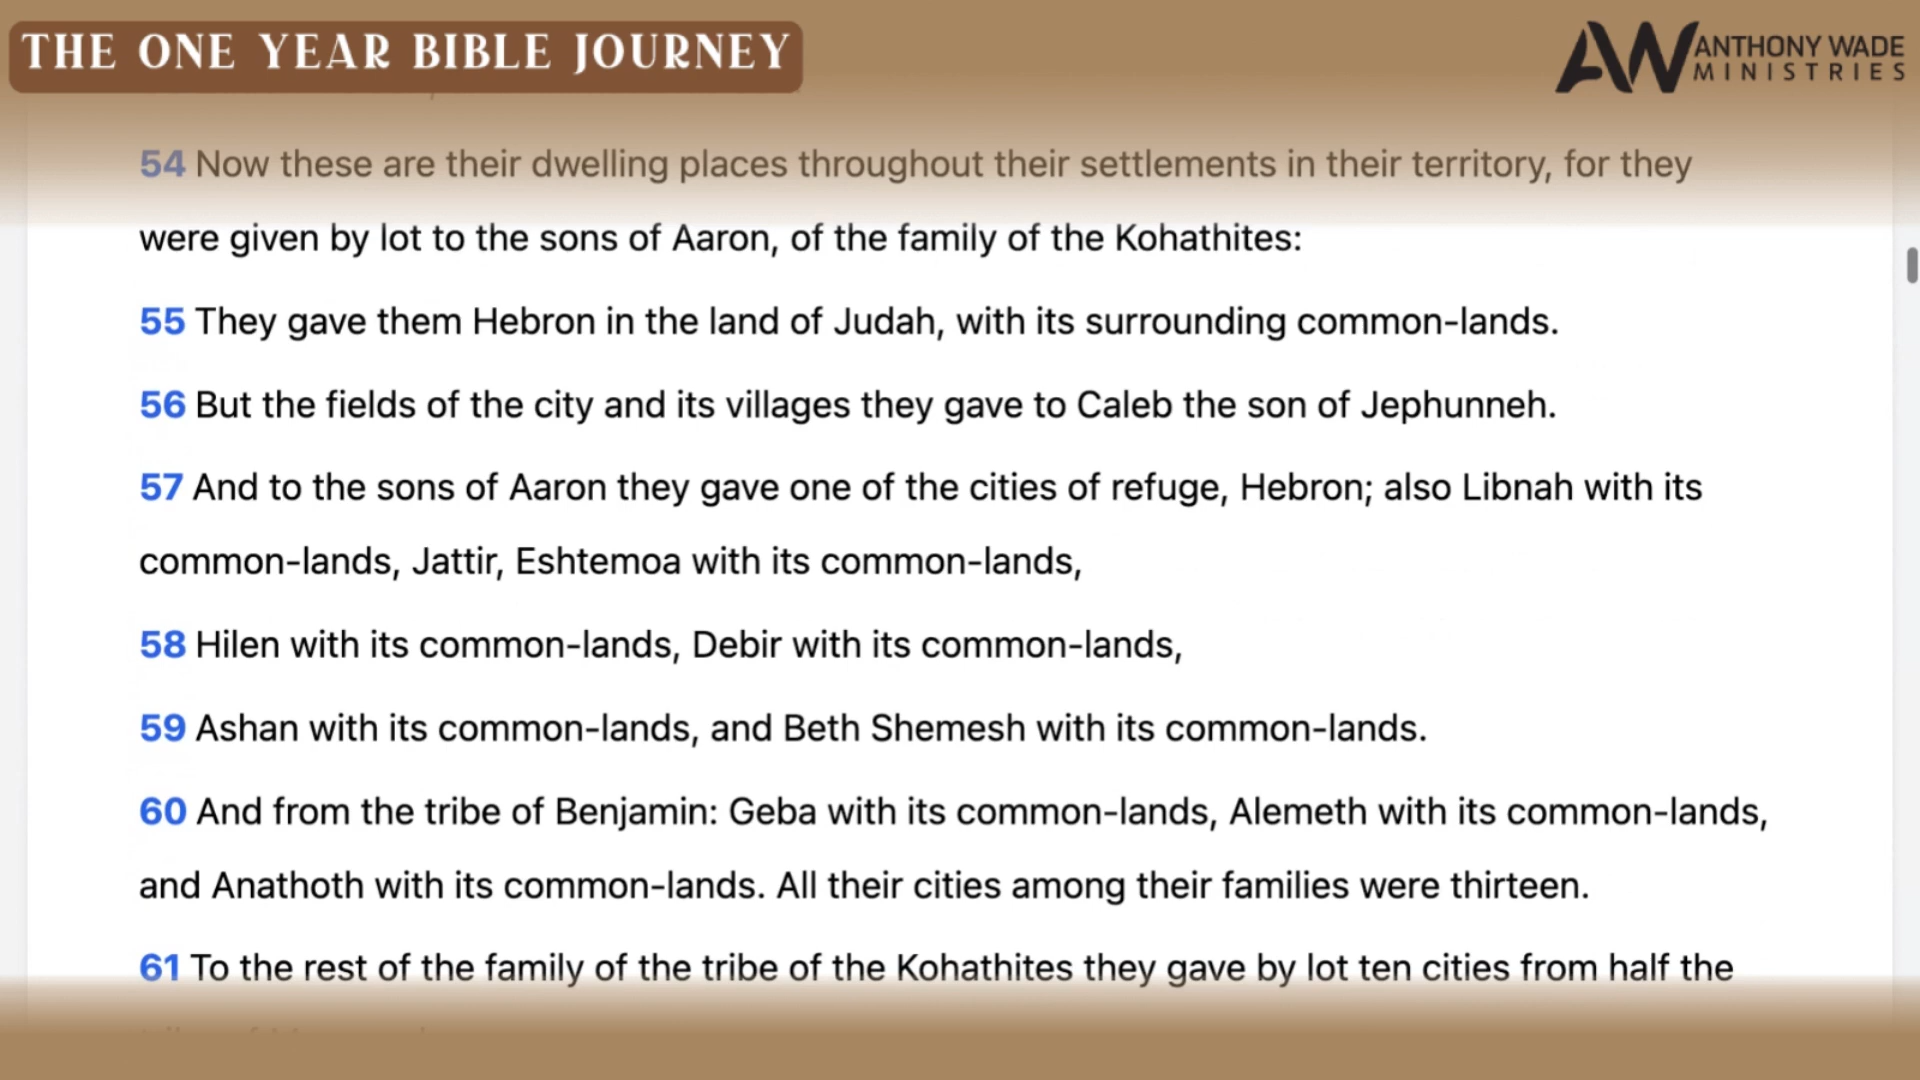 THE ONE YEAR BIBLE JOURNEY
ANTHONY WADE
MINISTRIES
54 Now these are their dwelling places throughout their settlements in their territory, for they
were given by lot to the sons of Aaron, of the family of the Kohathites:
55 They gave them Hebron in the land of Judah, with its surrounding common-lands.
56 But the fields of the city and its villages they gave to Caleb the son of Jephunneh.
57 And to the sons of Aaron they gave one of the cities of refuge, Hebron; also Libnah with its
common-lands, Jattir, Eshtemoa with its common-lands,
58 Hilen with its common-lands, Debir with its common-lands,
59 Ashan with its common-lands, and Beth Shemesh with its common-lands.
60 And from the tribe of Benjamin: Geba with its common-lands, Alemeth with its common-lands,
and Anathoth with its common-lands. All their cities among their families were thirteen.
61 To the rest of the family of the tribe of the Kohathites they gave by lot ten cities from half the